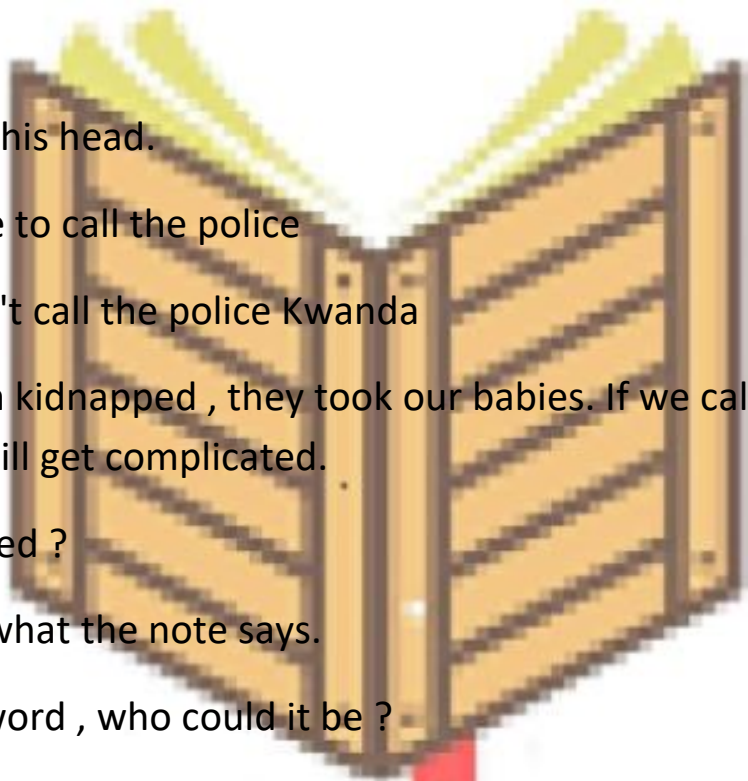 his head.
e to call the police
't call the police Kwanda
kidnapped , they took our babies. If we cal
ill get complicated.
ed ?
what the note says.
word , who could it be ?